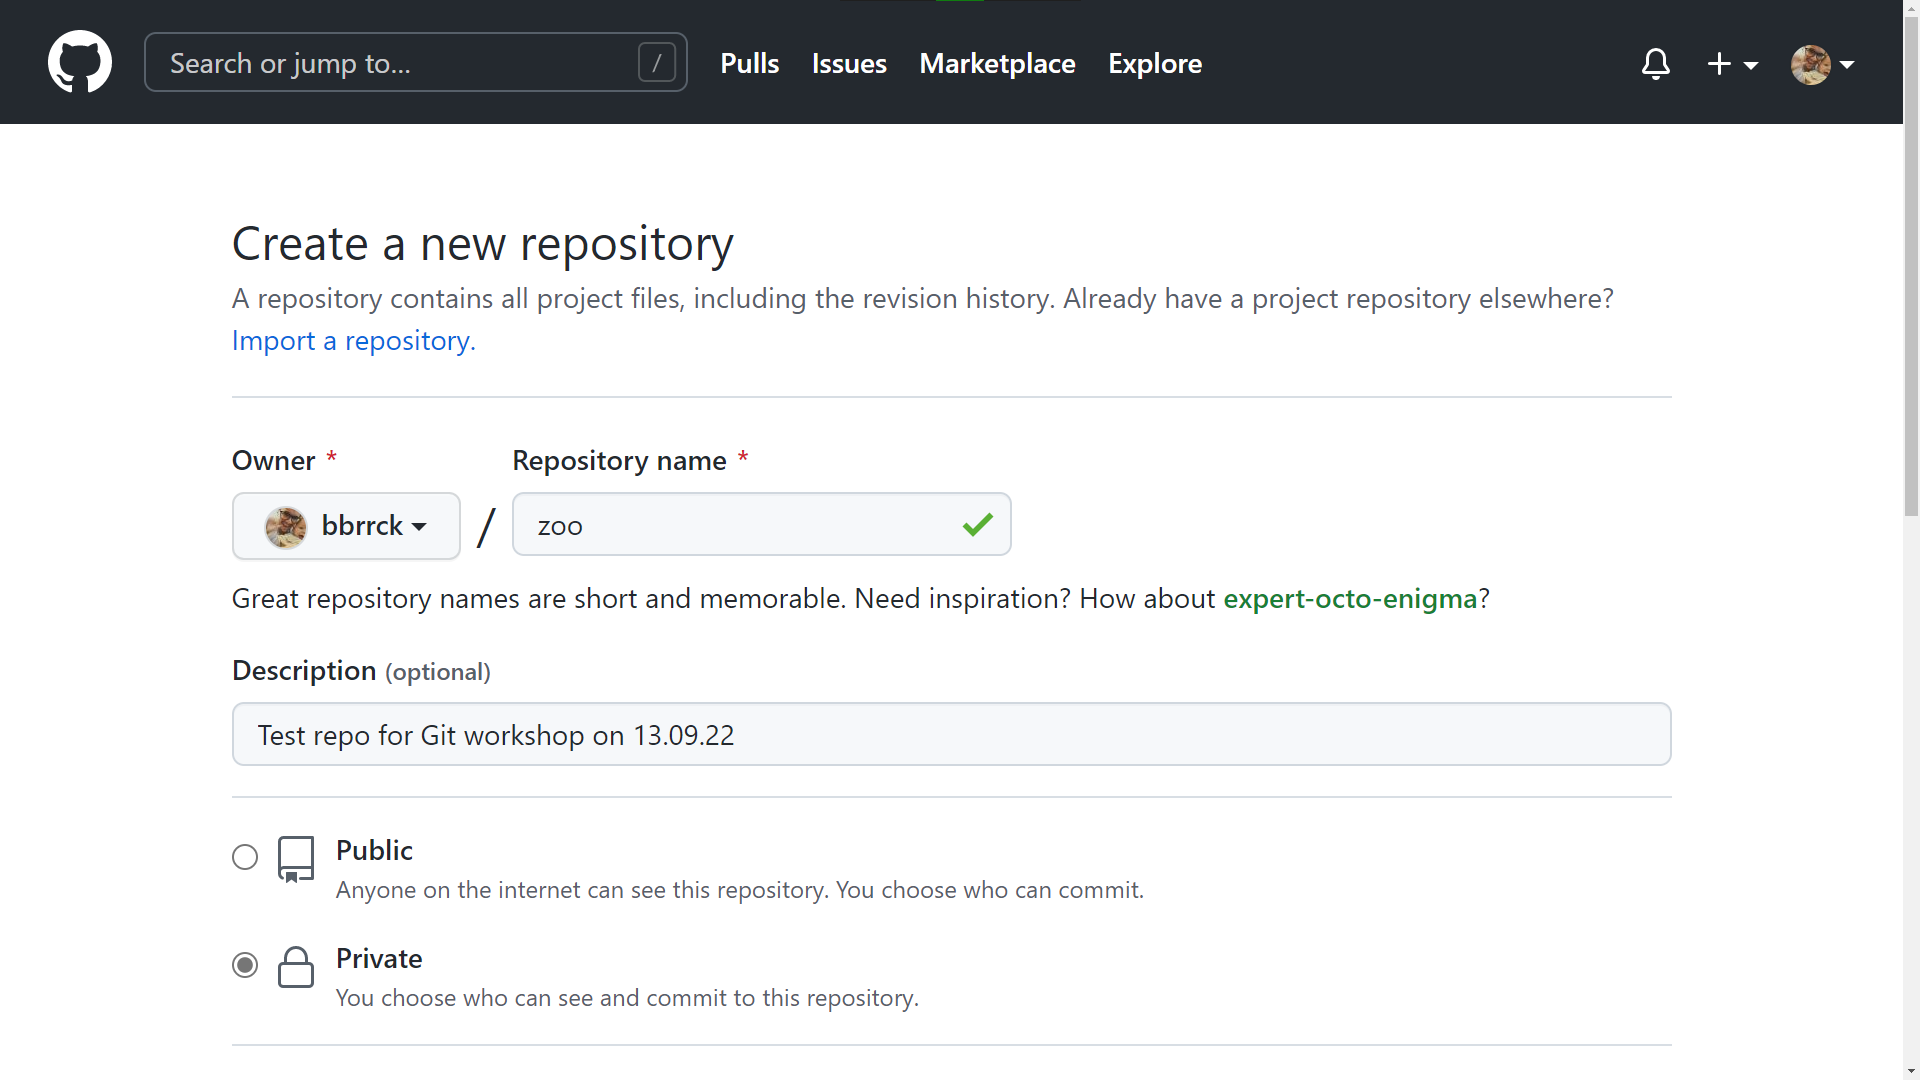 Search or jump to... /
Pulls Issues Marketplace Explore
Create a new repository
A repository contains all project files, including the revision history. Already have a project repository elsewhere?
Import a repository.
Owner * Repository name *
bbrrck / zoo
Great repository names are short and memorable. Need inspiration? How about expert-octo-enigma?
Description (optional)
Test repo for Git workshop on 13.09.22
Public
Anyone on the internet can see this repository. You choose who can commit.
Private
You choose who can see and commit to this repository.